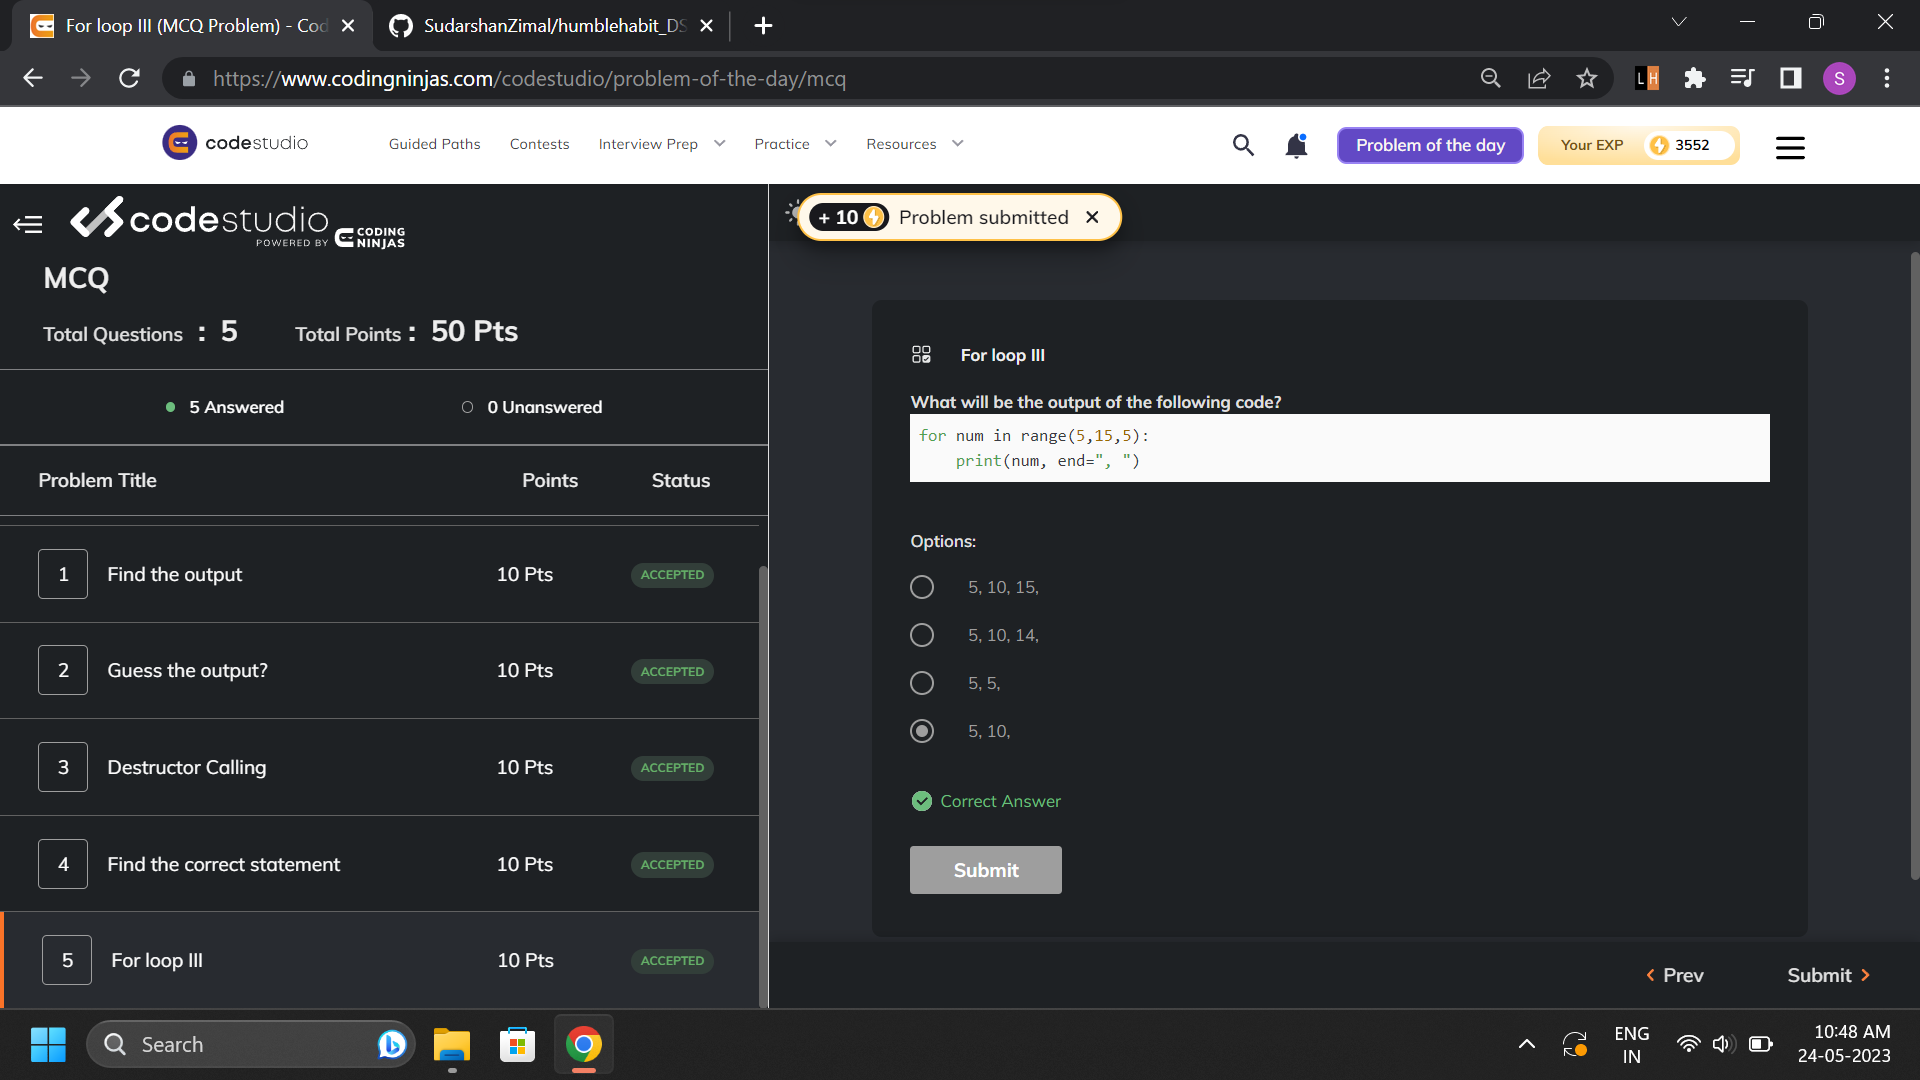 For loop III (MCQ Problem) - Cod
SudarshanZimal/humblehabit_DS
https://www.codingninjas.com/codestudio/problem-of-the-day/mcq
LH
S
codestudio
Guided Paths
Contests
Interview Prep
Practice
Resources
Problem of the day
Your EXP
3552
codestudio
POWERED BY CODING NINJAS
+ 10 Problem submitted
MCQ
Total Questions : 5
Total Points : 50 Pts
5 Answered
0 Unanswered
Problem Title Points Status
1 Find the output 10 Pts ACCEPTED
2 Guess the output? 10 Pts ACCEPTED
3 Destructor Calling 10 Pts ACCEPTED
4 Find the correct statement 10 Pts ACCEPTED
5 For loop III 10 Pts ACCEPTED
For loop III
What will be the output of the following code?
for num in range(5,15,5):
    print(num, end=", ")
Options:
5, 10, 15,
5, 10, 14,
5, 5,
5, 10,
Correct Answer
Submit
Prev
Submit
Search
ENG
IN
10:48 AM
24-05-2023